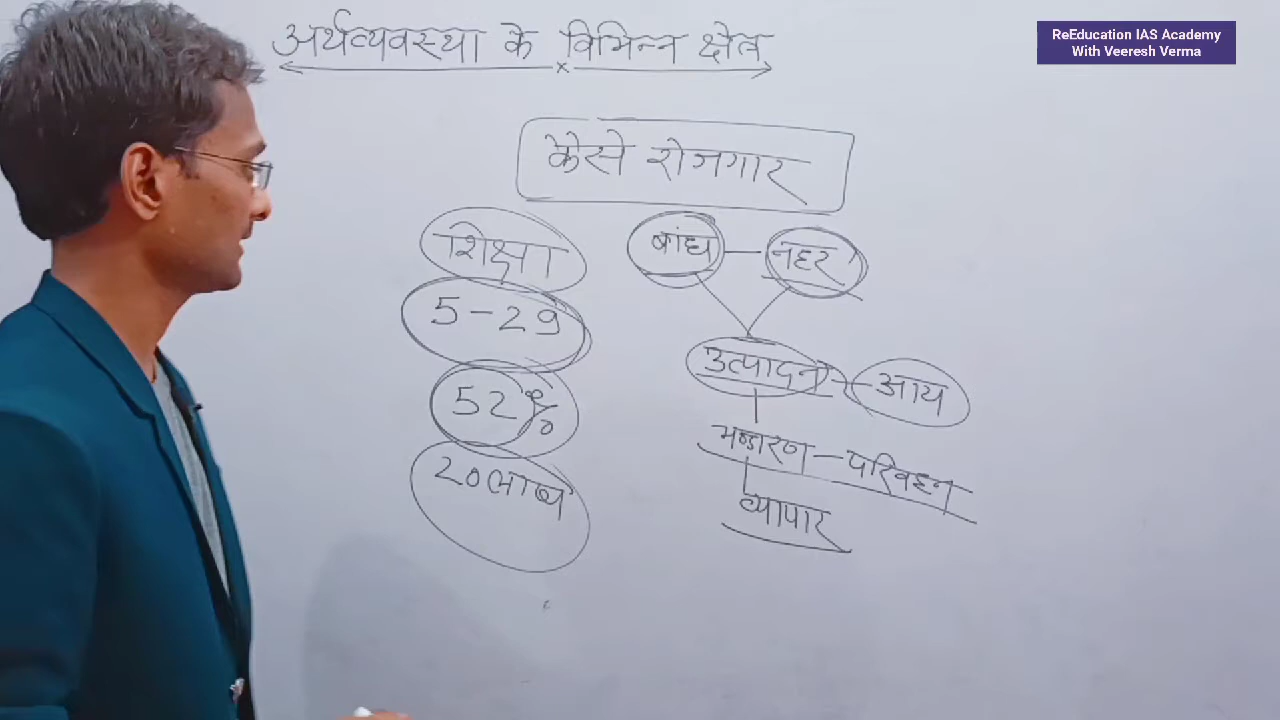 ReEducation IAS Academy
With Veeresh Verma
अर्थव्यवस्था के विभिन्न क्षेत्र
कैसे रोजगार
शिक्षा
5-29
52%
20 लाख
बांध - नहर
उत्पादन - आय
भण्डारण - परिवहन
व्यापार